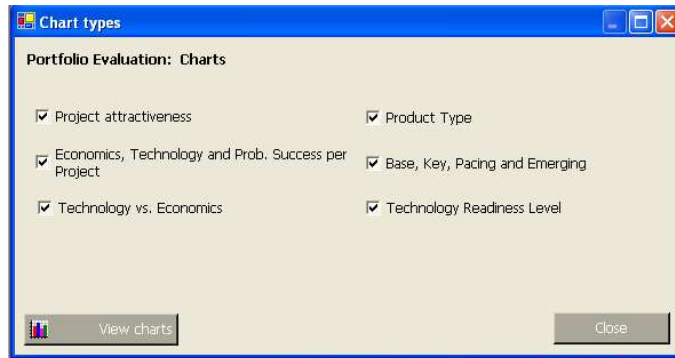 Chart types
Portfolio Evaluation: Charts
Project attractiveness
Product Type
Economics, Technology and Prob. Success per
Project
Base, Key, Pacing and Emerging
Technology vs. Economics
Technology Readiness Level
View charts
Close